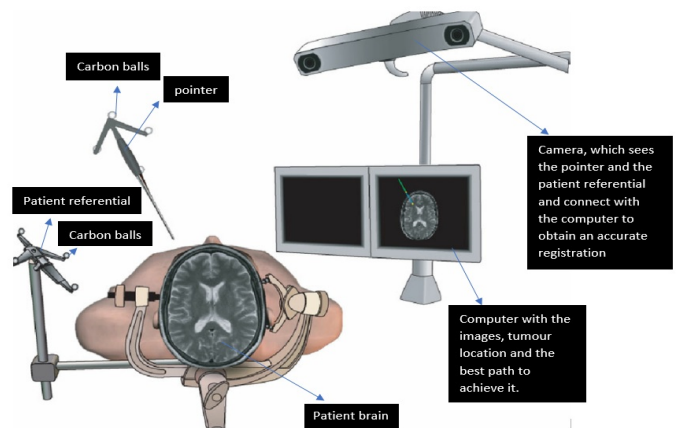 Carbon balls
pointer
Patient referential
Carbon balls
Camera, which sees
the pointer and the
patient referential
and connect with
the computer to
obtain an accurate
registration
Computer with the
images, tumour
location and the
best path to
achieve it.
Patient brain